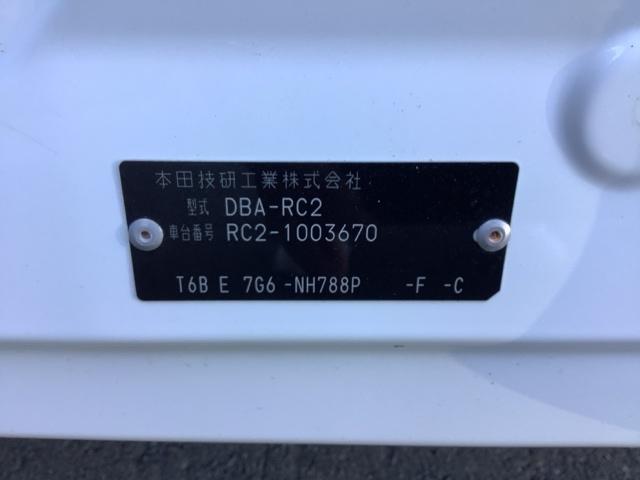 本田技研工業株式会社
型式 DBA-RC2
車台番号 RC2-1003670
T6B E 7G6 -NH788P -F -C